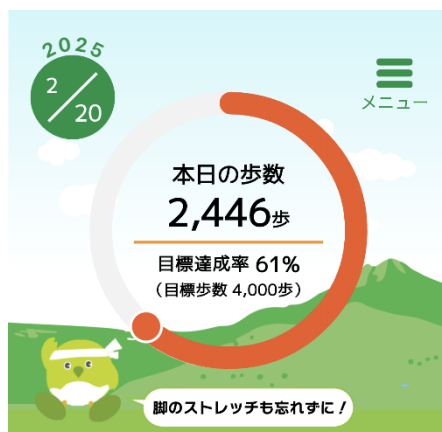 2025
2/20
メニュー
本日の歩数
2,446歩
目標達成率 61%
（目標歩数 4,000歩）
脚のストレッチも忘れずに！